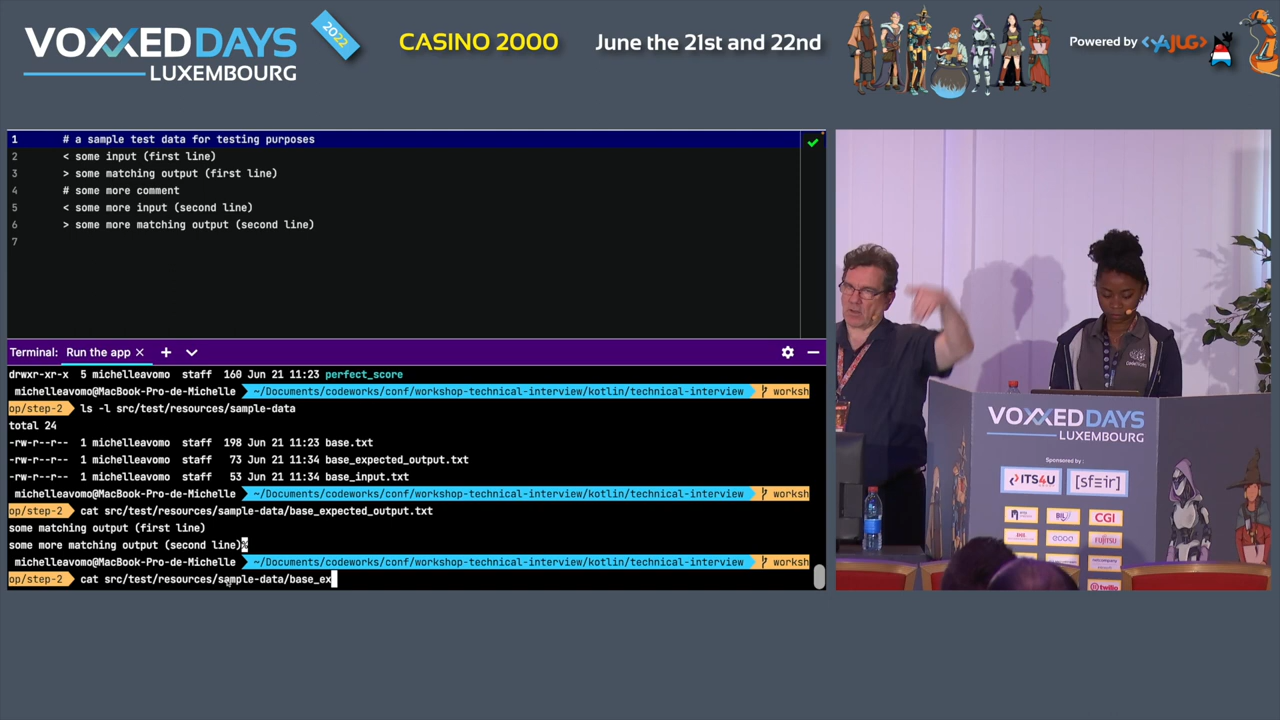 VOXXED DAYS
LUXEMBOURG
2022
CASINO 2000
June the 21st and 22nd
Powered by <YAJUG>
1 # a sample test data for testing purposes
2 < some input (first line)
3 > some matching output (first line)
4 # some more comment
5 < some more input (second line)
6 > some more matching output (second line)
7
Terminal: Run the app × +
drwxr-xr-x 5 michelleavomo staff 160 Jun 21 11:23 perfect_score
michelleavomo@MacBook-Pro-de-Michelle ~/Documents/codeworks/conf/workshop-technical-interview/kotlin/technical-interview worksh
op/step-2 ls -l src/test/resources/sample-data
total 24
-rw-r--r-- 1 michelleavomo staff 198 Jun 21 11:23 base.txt
-rw-r--r-- 1 michelleavomo staff 73 Jun 21 11:34 base_expected_output.txt
-rw-r--r-- 1 michelleavomo staff 53 Jun 21 11:34 base_input.txt
michelleavomo@MacBook-Pro-de-Michelle ~/Documents/codeworks/conf/workshop-technical-interview/kotlin/technical-interview worksh
op/step-2 cat src/test/resources/sample-data/base_expected_output.txt
some matching output (first line)
some more matching output (second line)%
michelleavomo@MacBook-Pro-de-Michelle ~/Documents/codeworks/conf/workshop-technical-interview/kotlin/technical-interview worksh
op/step-2 cat src/test/resources/sample-data/base_ex
VOXXED DAYS
LUXEMBOURG
Sponsored by :
ITS4U
[sfeir]
BIL
CGI
FUJITSU
twilio